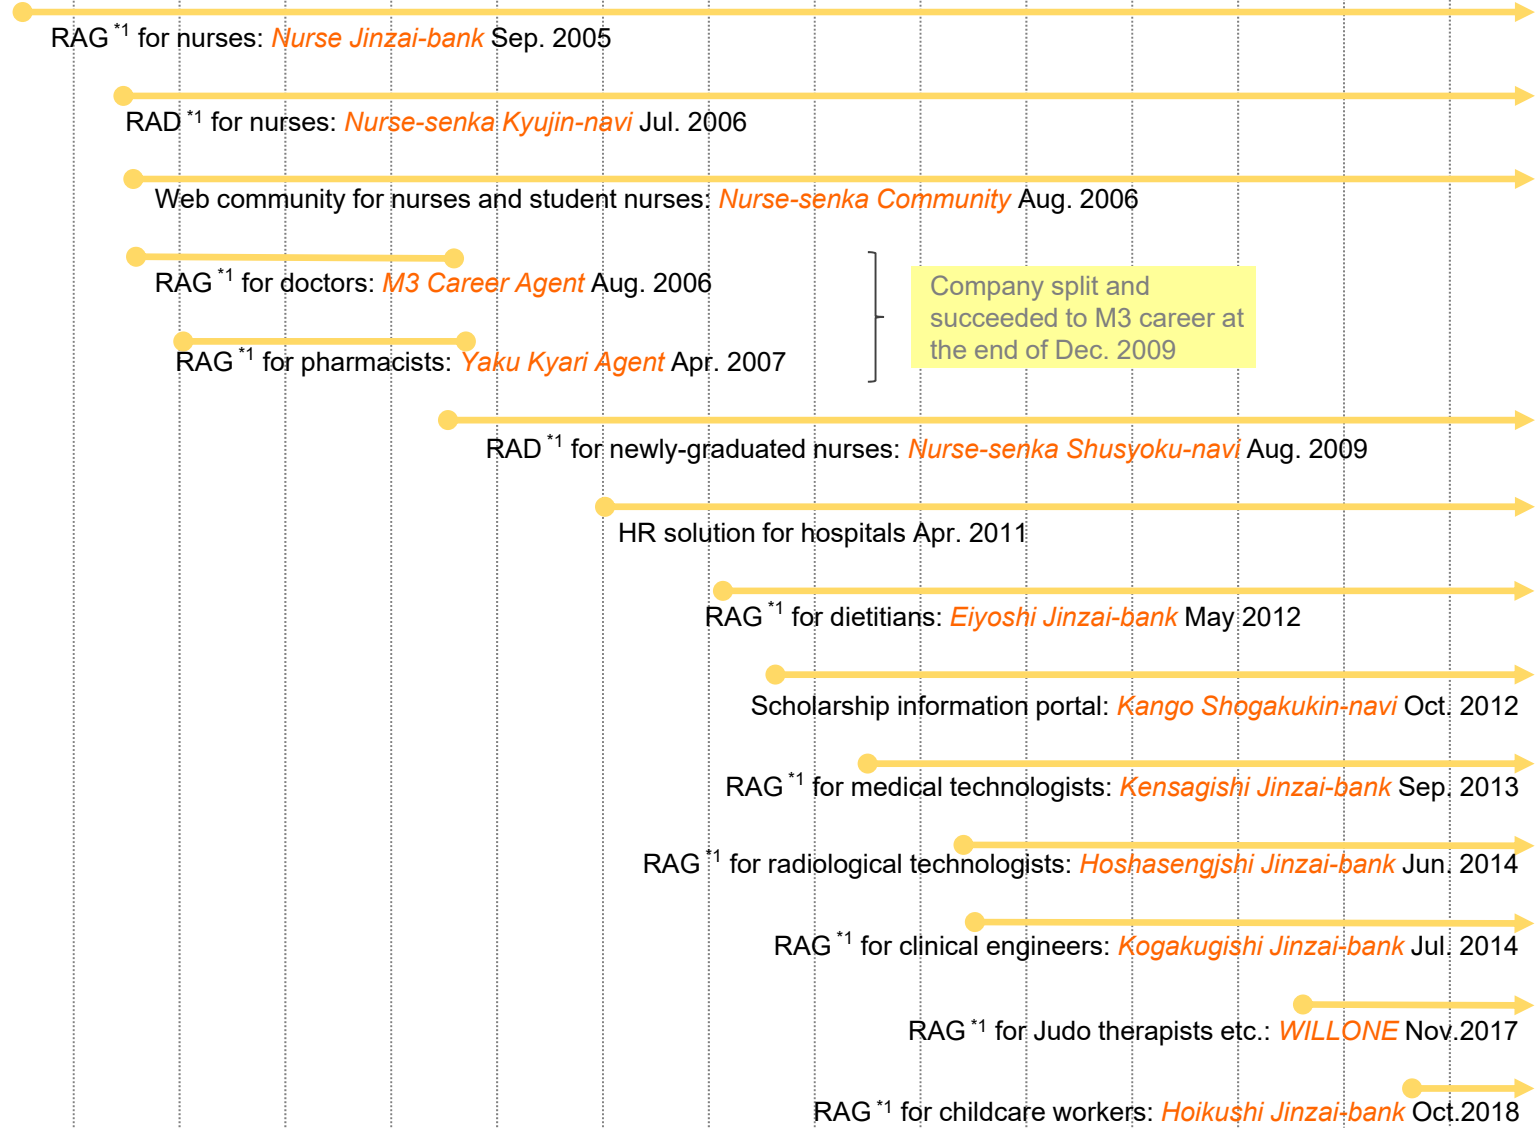 RAG *1 for nurses: Nurse Jinzai-bank Sep. 2005
RAD *1 for nurses: Nurse-senka Kyujin-navi Jul. 2006
Web community for nurses and student nurses: Nurse-senka Community Aug. 2006
RAG *1 for doctors: M3 Career Agent Aug. 2006
RAG *1 for pharmacists: Yaku Kyari Agent Apr. 2007
Company split and
succeeded to M3 career at
the end of Dec. 2009
RAD *1 for newly-graduated nurses: Nurse-senka Shusyoku-navi Aug. 2009
HR solution for hospitals Apr. 2011
RAG *1 for dietitians: Eiyoshi Jinzai-bank May 2012
Scholarship information portal: Kango Shogakukin-navi Oct. 2012
RAG *1 for medical technologists: Kensagishi Jinzai-bank Sep. 2013
RAG *1 for radiological technologists: Hoshasengjshi Jinzai-bank Jun. 2014
RAG *1 for clinical engineers: Kogakugishi Jinzai-bank Jul. 2014
RAG *1 for Judo therapists etc.: WILLONE Nov.2017
RAG *1 for childcare workers: Hoikushi Jinzai-bank Oct.2018